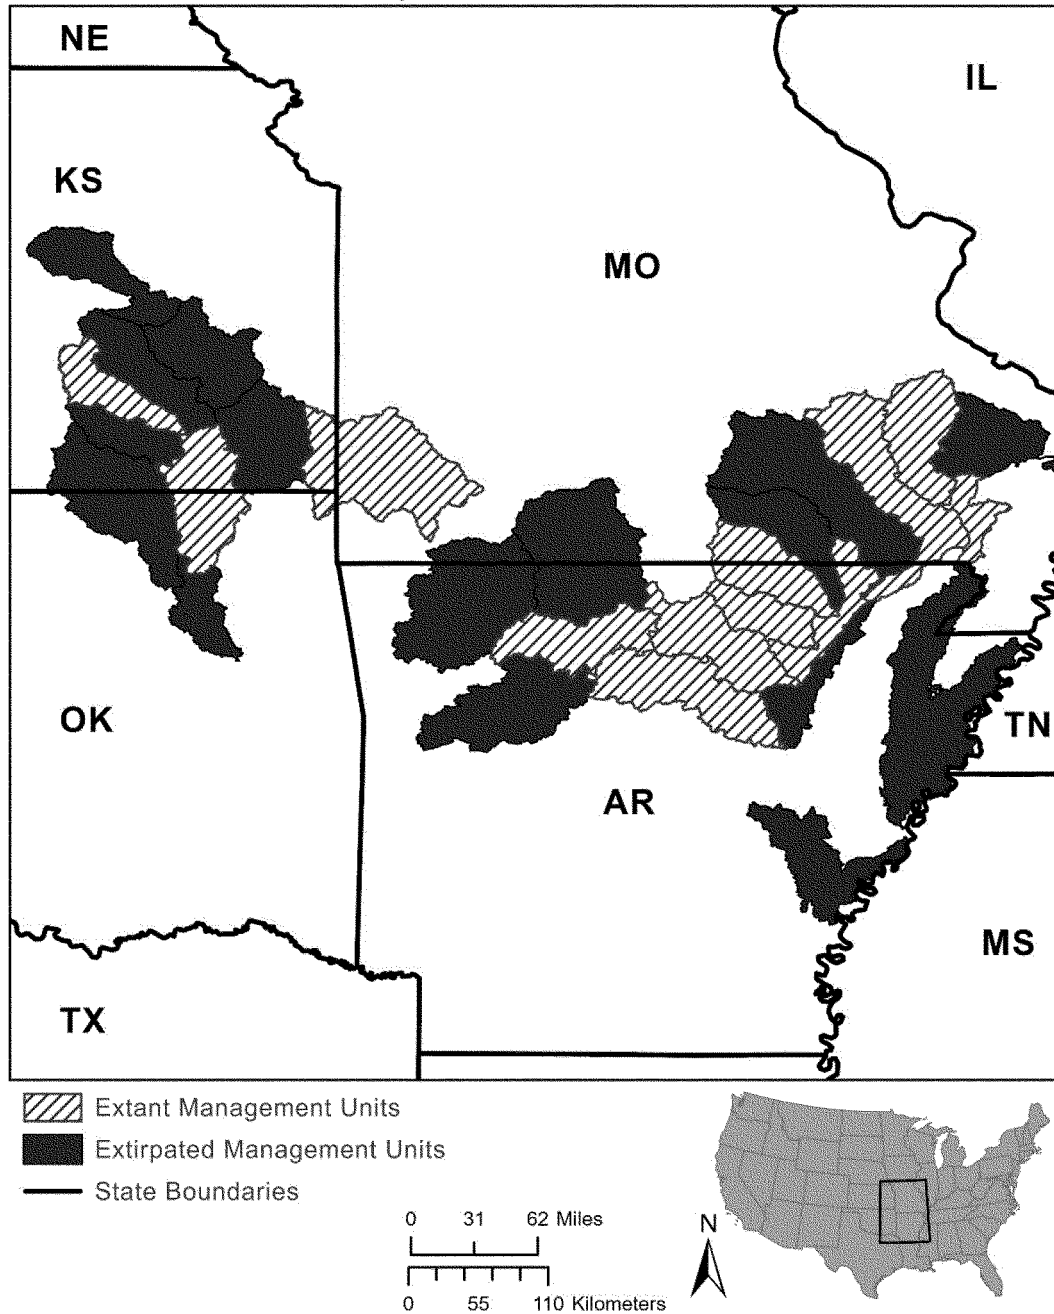 NE
IL
KS
MO
OK
TN
AR
MS
TX
Extant Management Units
Extirpated Management Units
State Boundaries
0 31 62 Miles
0 55 110 Kilometers
N